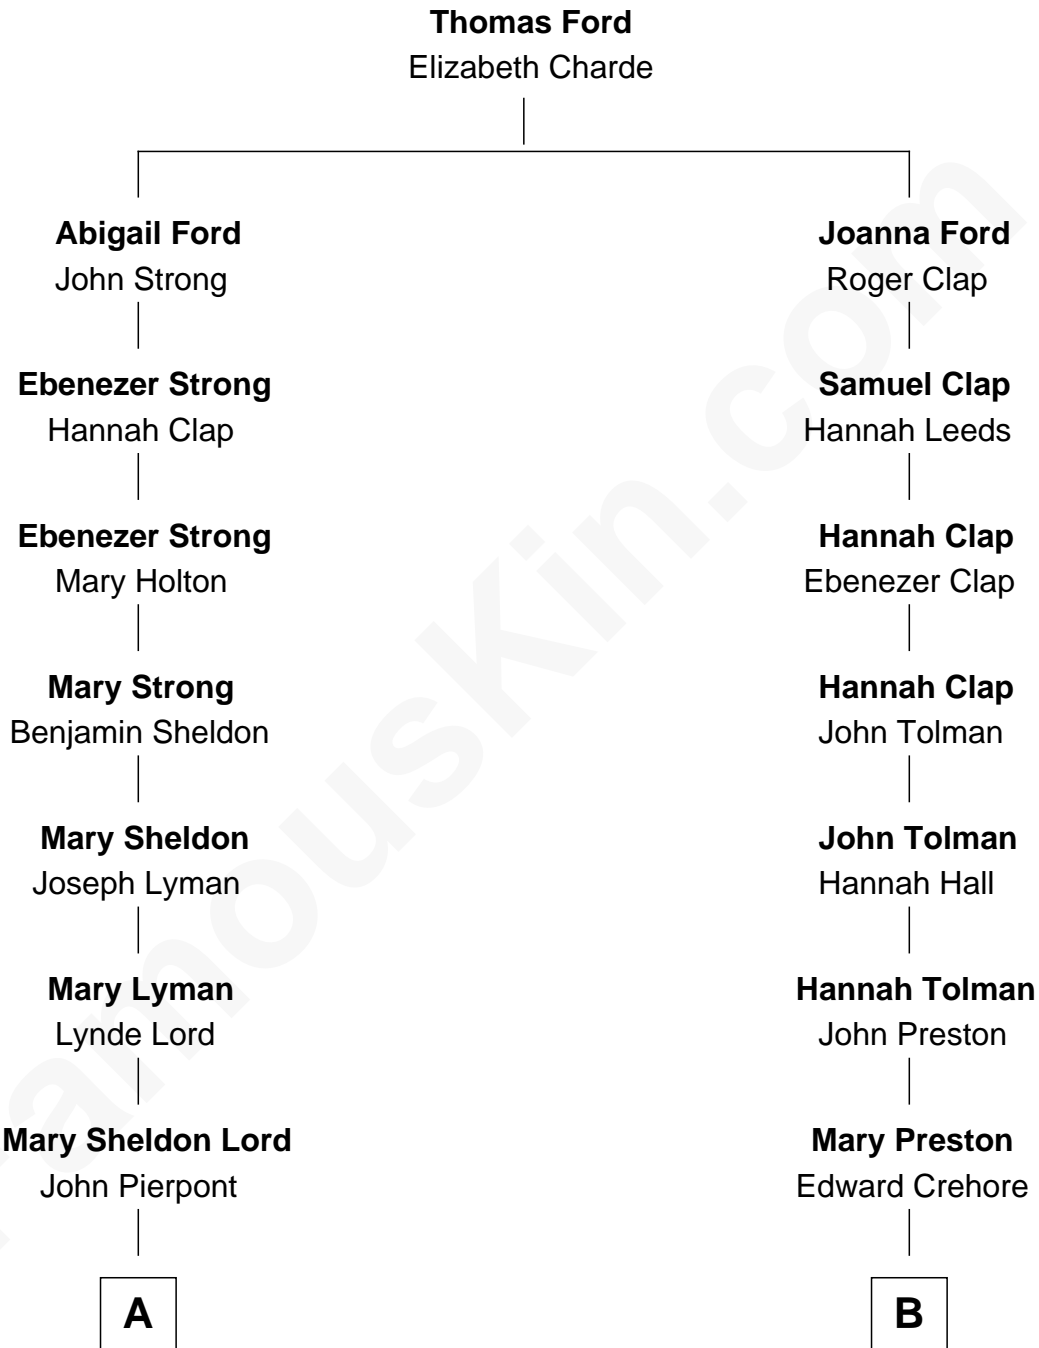 Thomas Ford
Elizabeth Charde
Abigail Ford
John Strong
Joanna Ford
Roger Clap
Ebenezer Strong
Hannah Clap
Samuel Clap
Hannah Leeds
Ebenezer Strong
Mary Holton
Hannah Clap
Ebenezer Clap
Mary Strong
Benjamin Sheldon
Hannah Clap
John Tolman
Mary Sheldon
Joseph Lyman
John Tolman
Hannah Hall
Mary Lyman
Lynde Lord
Hannah Tolman
John Preston
Mary Sheldon Lord
John Pierpont
Mary Preston
Edward Crehore
A
B
FamousKin.com